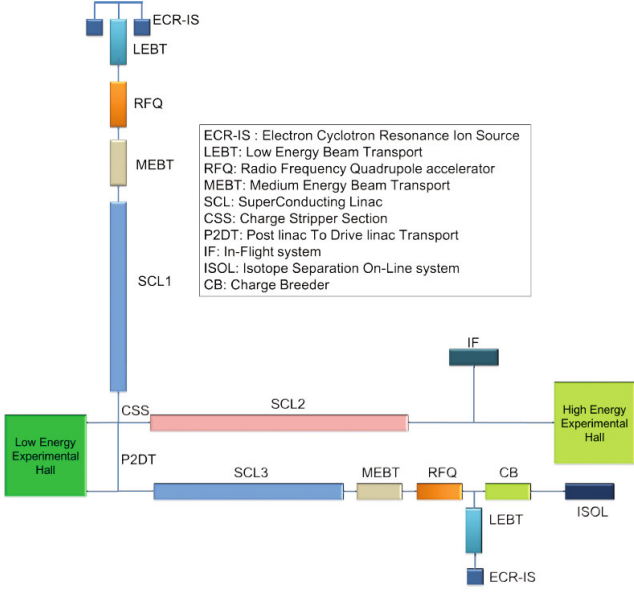 ECR-IS
LEBT
RFQ
MEBT
SCL1
ECR-IS : Electron Cyclotron Resonance Ion Source
LEBT: Low Energy Beam Transport
RFQ: Radio Frequency Quadrupole accelerator
MEBT: Medium Energy Beam Transport
SCL: SuperConducting Linac
CSS: Charge Stripper Section
P2DT: Post linac To Drive linac Transport
IF: In-Flight system
ISOL: Isotope Separation On-Line system
CB: Charge Breeder
IF
CSS
SCL2
High Energy
Experimental
Hall
Low Energy
Experimental
Hall
P2DT
SCL3
MEBT
RFQ
CB
ISOL
LEBT
ECR-IS